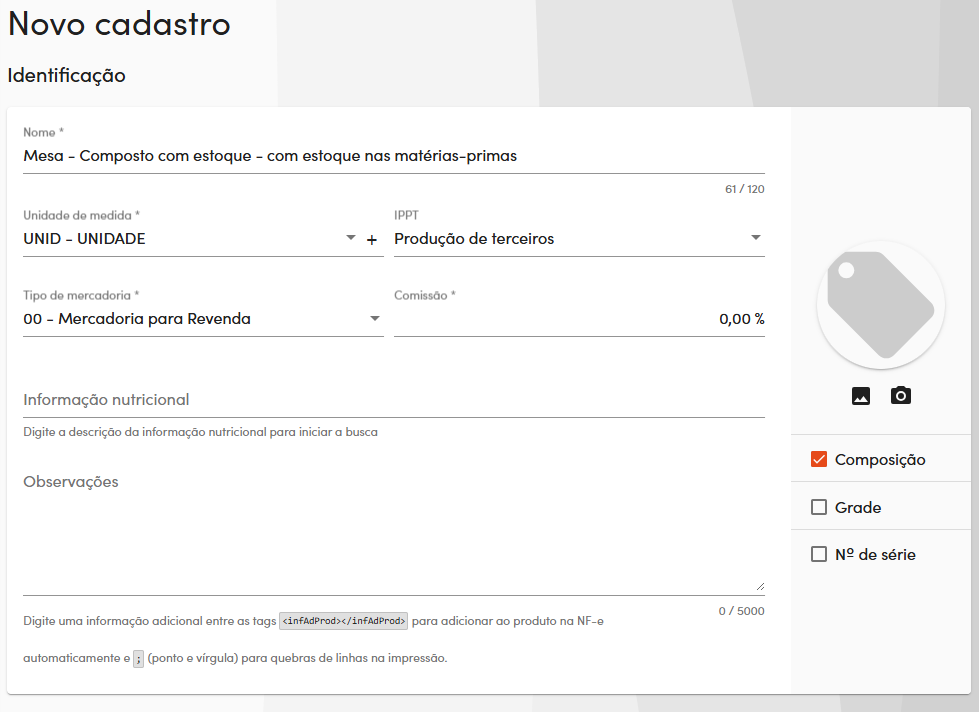 Novo cadastro
Identificação
Nome *
Mesa - Composto com estoque - com estoque nas matérias-primas
61 / 120
Unidade de medida *
UNID - UNIDADE
+
IPPT
Produção de terceiros
Tipo de mercadoria *
00 - Mercadoria para Revenda
Comissão *
0,00 %
Informação nutricional
Digite a descrição da informação nutricional para iniciar a busca
Observações
0 / 5000
Digite uma informação adicional entre as tags <infAdProd></infAdProd> para adicionar ao produto na NF-e
automaticamente e ; (ponto e vírgula) para quebras de linhas na impressão.
Composição
Grade
Nº de série